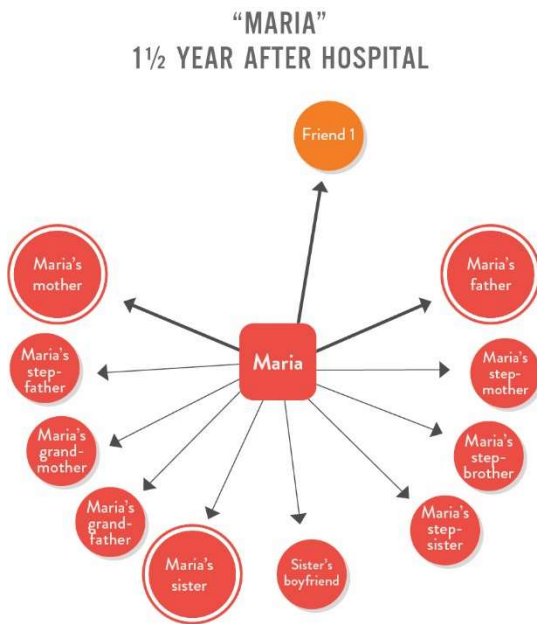 “MARIA”
1½ YEAR AFTER HOSPITAL
Friend 1
Maria's
mother
Maria's
father
Maria
Maria's
step-
father
Maria's
step-
mother
Maria's
grand-
mother
Maria's
step-
brother
Maria's
grand-
father
Maria's
step-
sister
Maria's
sister
Sister's
boyfriend